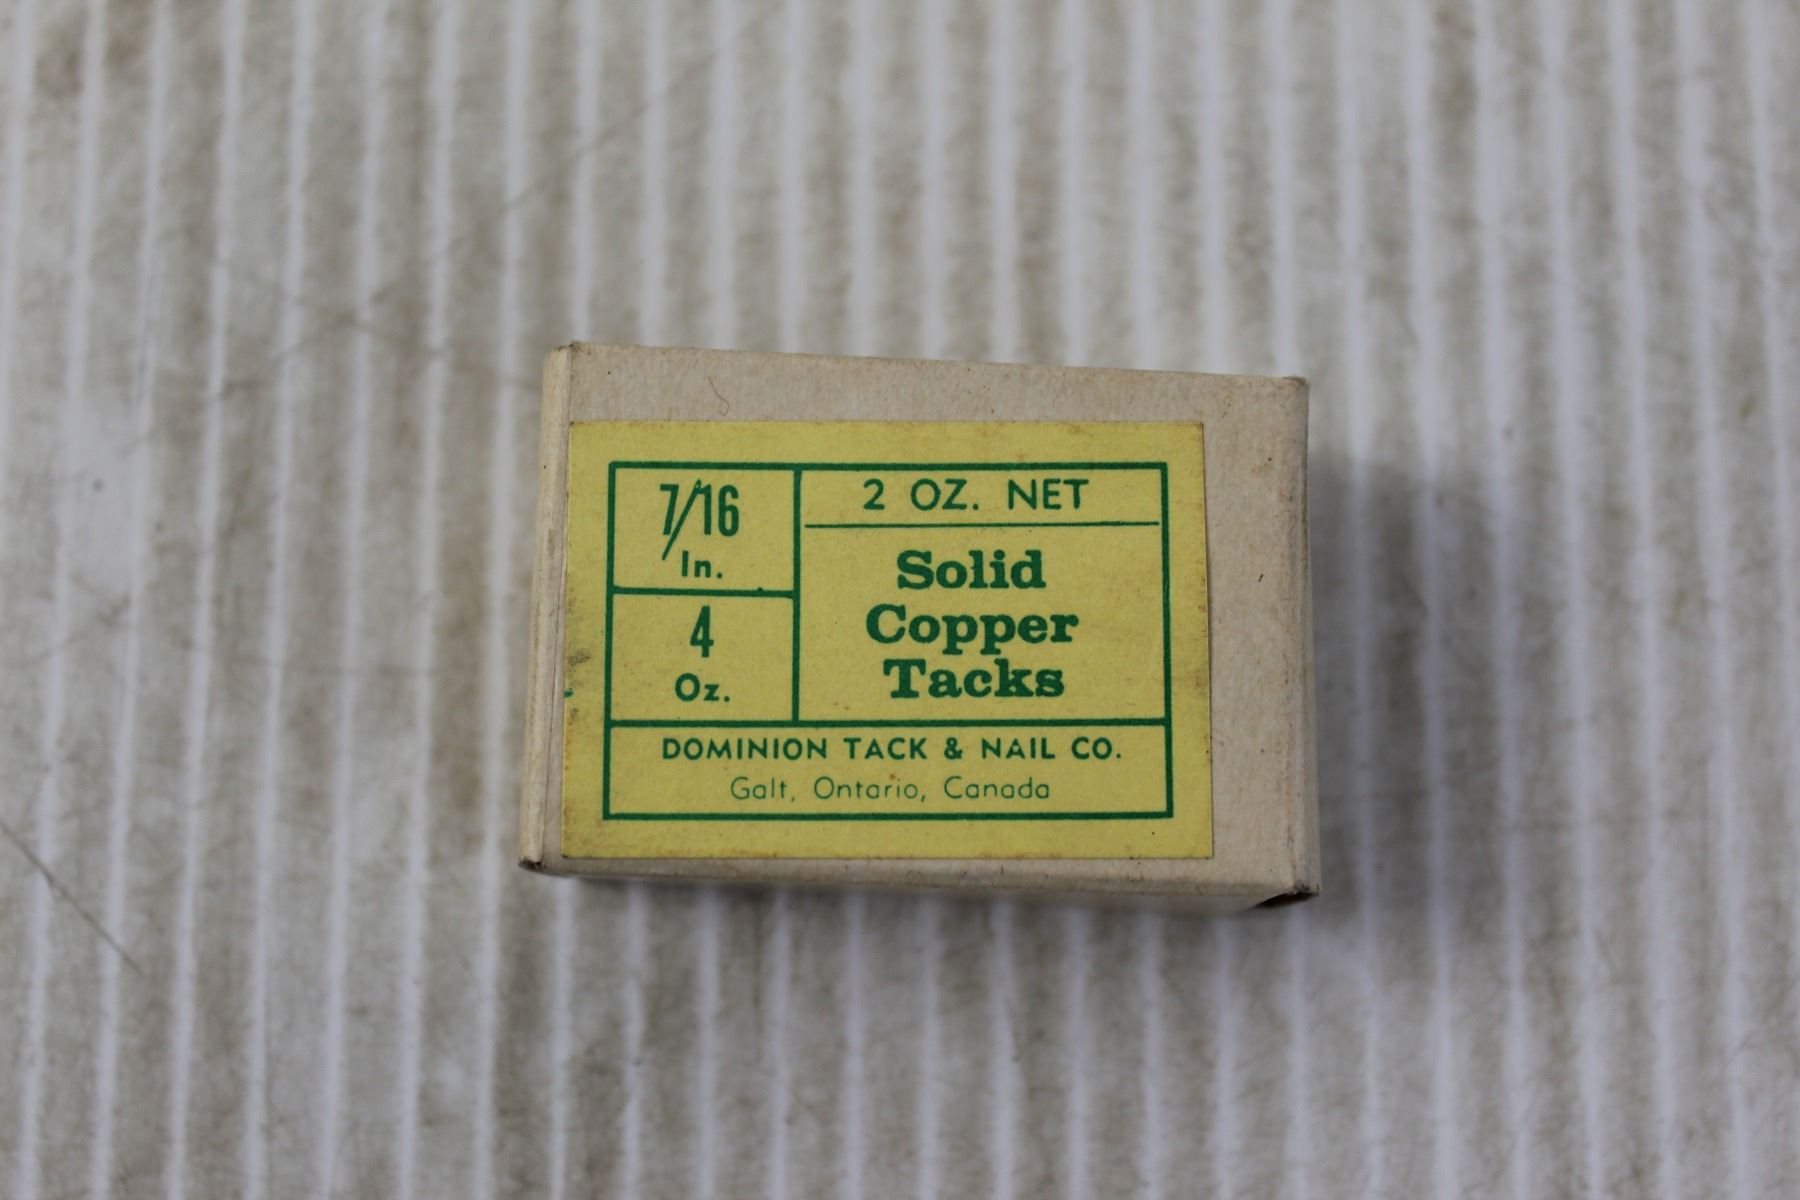 7/16
In.
4
Oz.
2 OZ. NET
Solid
Copper
Tacks
DOMINION TACK & NAIL CO.
Galt, Ontario, Canada